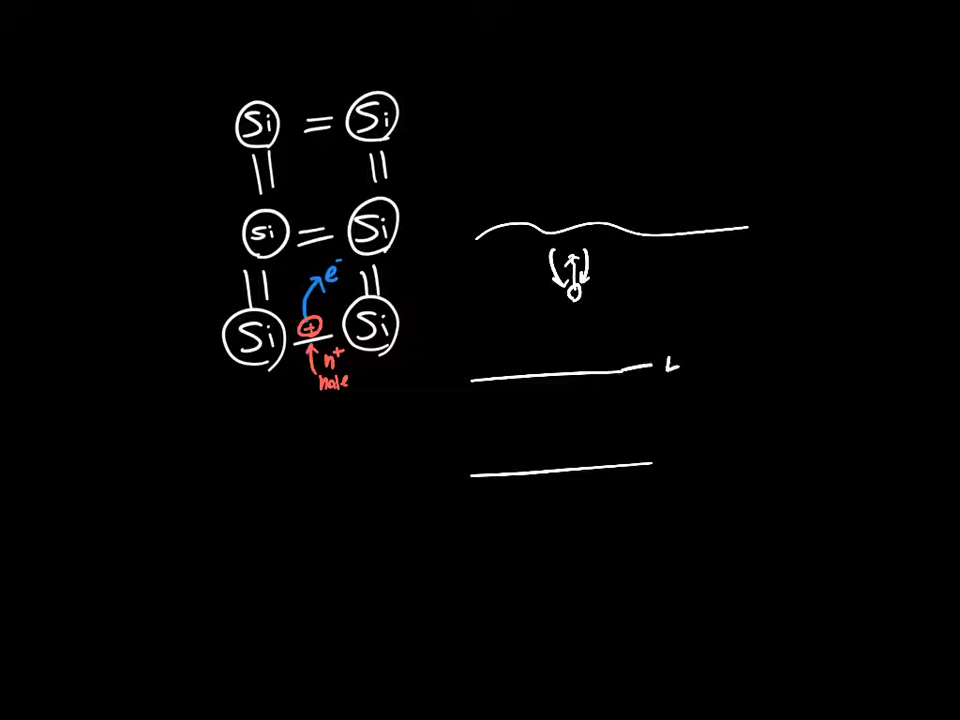 Si = Si
Si = Si
e⁻
Si + Si
h⁺
hole